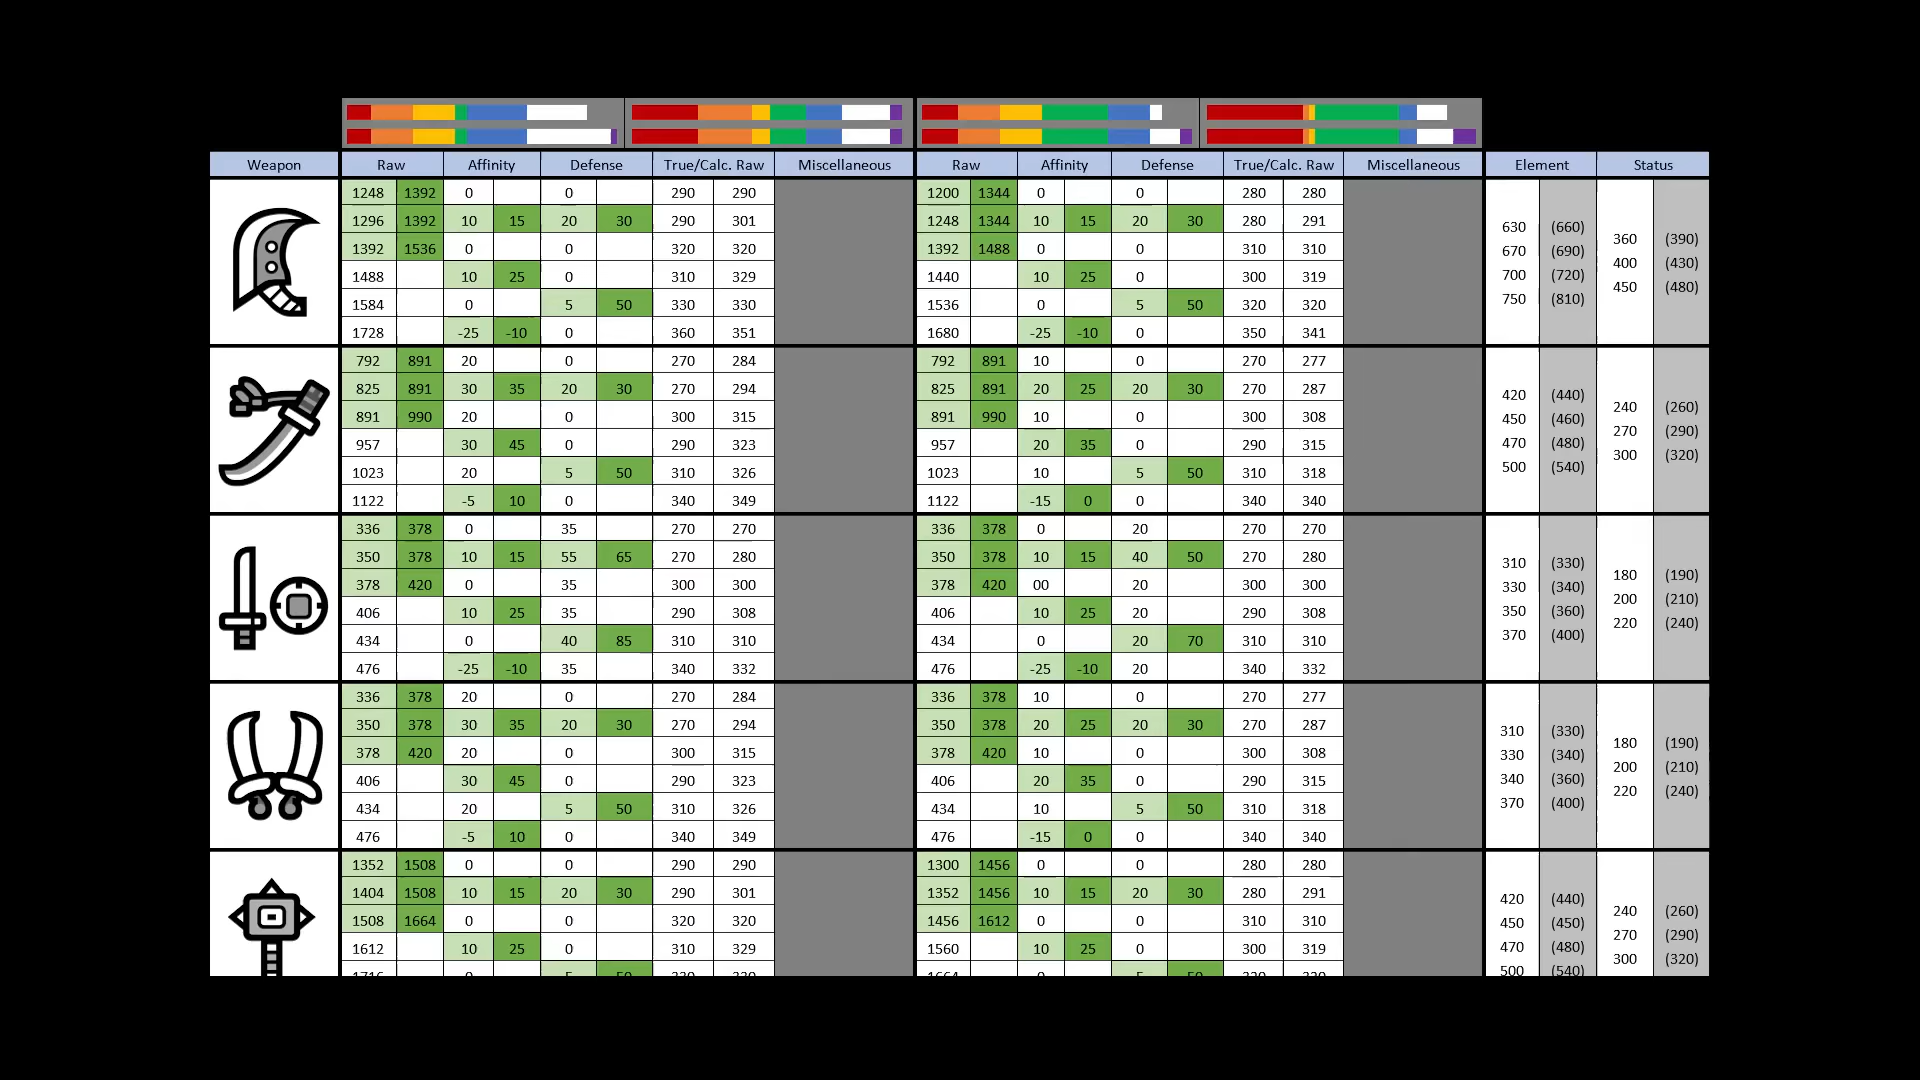 Weapon Raw Affinity Defense True/Calc. Raw Miscellaneous Raw Affinity Defense True/Calc. Raw Miscellaneous Element Status
1248 1392 0 0 290 290 1200 1344 0 0 280 280
1296 1392 10 15 20 30 290 301 1248 1344 10 15 20 30 280 291
630 (660)
360 (390)
1392 1536 0 0 320 320 1392 1488 0 0 310 310
670 (690)
400 (430)
1488 10 25 0 310 329 1440 10 25 0 300 319
700 (720)
450 (480)
1584 0 5 50 330 330 1536 0 5 50 320 320
750 (810)
1728 -25 -10 0 360 351 1680 -25 -10 0 350 341
792 891 20 0 270 284 792 891 10 0 270 277
825 891 30 35 20 30 270 294 825 891 20 25 20 30 270 287
420 (440)
240 (260)
891 990 20 0 300 315 891 990 10 0 300 308
450 (460)
270 (290)
957 30 45 0 290 323 957 20 35 0 290 315
470 (480)
300 (320)
1023 20 5 50 310 326 1023 10 5 50 310 318
500 (540)
1122 -5 10 0 340 349 1122 -15 0 0 340 340
336 378 0 35 270 270 336 378 0 20 270 270
350 378 10 15 55 65 270 280 350 378 10 15 40 50 270 280
310 (330)
180 (190)
378 420 0 35 300 300 378 420 00 20 300 300
330 (340)
200 (210)
406 10 25 35 290 308 406 10 25 20 290 308
350 (360)
220 (240)
434 0 40 85 310 310 434 0 20 70 310 310
370 (400)
476 -25 -10 35 340 332 476 -25 -10 20 340 332
336 378 20 0 270 284 336 378 10 0 270 277
350 378 30 35 20 30 270 294 350 378 20 25 20 30 270 287
310 (330)
180 (190)
378 420 20 0 300 315 378 420 10 0 300 308
330 (340)
200 (210)
406 30 45 0 290 323 406 20 35 0 290 315
340 (360)
220 (240)
434 20 5 50 310 326 434 10 5 50 310 318
370 (400)
476 -5 10 0 340 349 476 -15 0 0 340 340
1352 1508 0 0 290 290 1300 1456 0 0 280 280
1404 1508 10 15 20 30 290 301 1352 1456 10 15 20 30 280 291
420 (440)
240 (260)
1508 1664 0 0 320 320 1456 1612 0 0 310 310
450 (450)
270 (290)
1612 10 25 0 310 329 1560 10 25 0 300 319
470 (480)
300 (320)
500 (540)